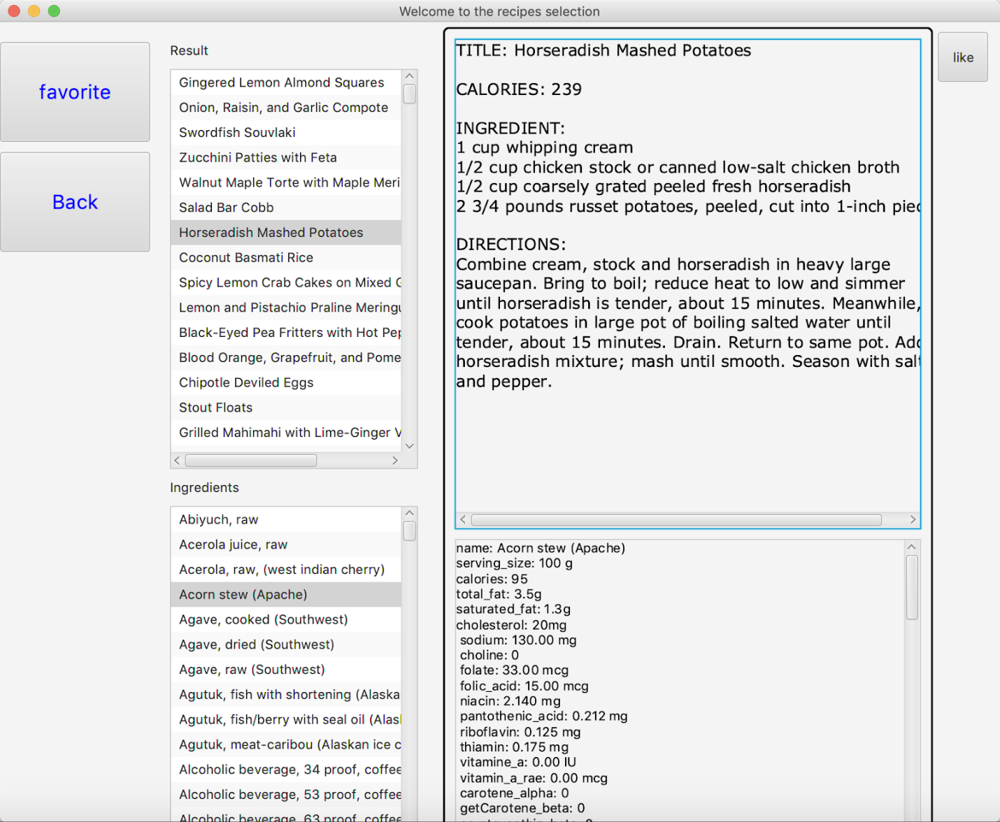 Welcome to the recipes selection
favorite
Back
Result
Gingered Lemon Almond Squares
Onion, Raisin, and Garlic Compote
Swordfish Souvlaki
Zucchini Patties with Feta
Walnut Maple Torte with Maple Meri
Salad Bar Cobb
Horseradish Mashed Potatoes
Coconut Basmati Rice
Spicy Lemon Crab Cakes on Mixed G
Lemon and Pistachio Praline Meringu
Black-Eyed Pea Fritters with Hot Pep
Blood Orange, Grapefruit, and Pome
Chipotle Deviled Eggs
Stout Floats
Grilled Mahimahi with Lime-Ginger V
Ingredients
Abiyuch, raw
Acerola juice, raw
Acerola, raw, (west indian cherry)
Acorn stew (Apache)
Agave, cooked (Southwest)
Agave, dried (Southwest)
Agave, raw (Southwest)
Agutuk, fish with shortening (Alaska
Agutuk, fish/berry with seal oil (Alas
Agutuk, meat-caribou (Alaskan ice c
Alcoholic beverage, 34 proof, coffee
Alcoholic beverage, 53 proof, coffee
Alcoholic beverage, 63 proof, coffee
TITLE: Horseradish Mashed Potatoes
CALORIES: 239
INGREDIENT:
1 cup whipping cream
1/2 cup chicken stock or canned low-salt chicken broth
1/2 cup coarsely grated peeled fresh horseradish
2 3/4 pounds russet potatoes, peeled, cut into 1-inch piec
DIRECTIONS:
Combine cream, stock and horseradish in heavy large
saucepan. Bring to boil; reduce heat to low and simmer
until horseradish is tender, about 15 minutes. Meanwhile,
cook potatoes in large pot of boiling salted water until
tender, about 15 minutes. Drain. Return to same pot. Add
horseradish mixture; mash until smooth. Season with salt
and pepper.
like
name: Acorn stew (Apache)
serving_size: 100 g
calories: 95
total_fat: 3.5g
saturated_fat: 1.3g
cholesterol: 20mg
sodium: 130.00 mg
choline: 0
folate: 33.00 mcg
folic_acid: 15.00 mcg
niacin: 2.140 mg
pantothenic_acid: 0.212 mg
riboflavin: 0.125 mg
thiamin: 0.175 mg
vitamine_a: 0.00 IU
vitamin_a_rae: 0.00 mcg
carotene_alpha: 0
getCarotene_beta: 0